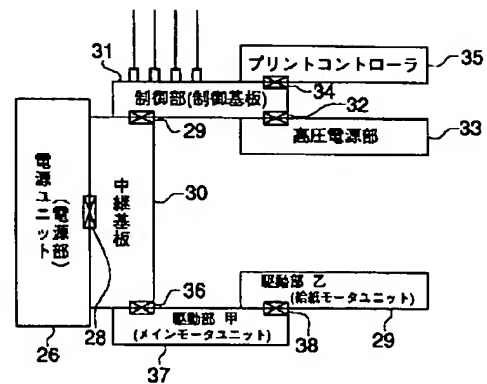 31
プリントコントローラ
35
34
制御部(制御基板)
32
29
高圧電源部
33
電源ユニット
(電源部)
中継基板
30
28
36
駆動部 乙
(給紙モータユニット)
駆動部 甲
(メインモータユニット)
38
29
26
37